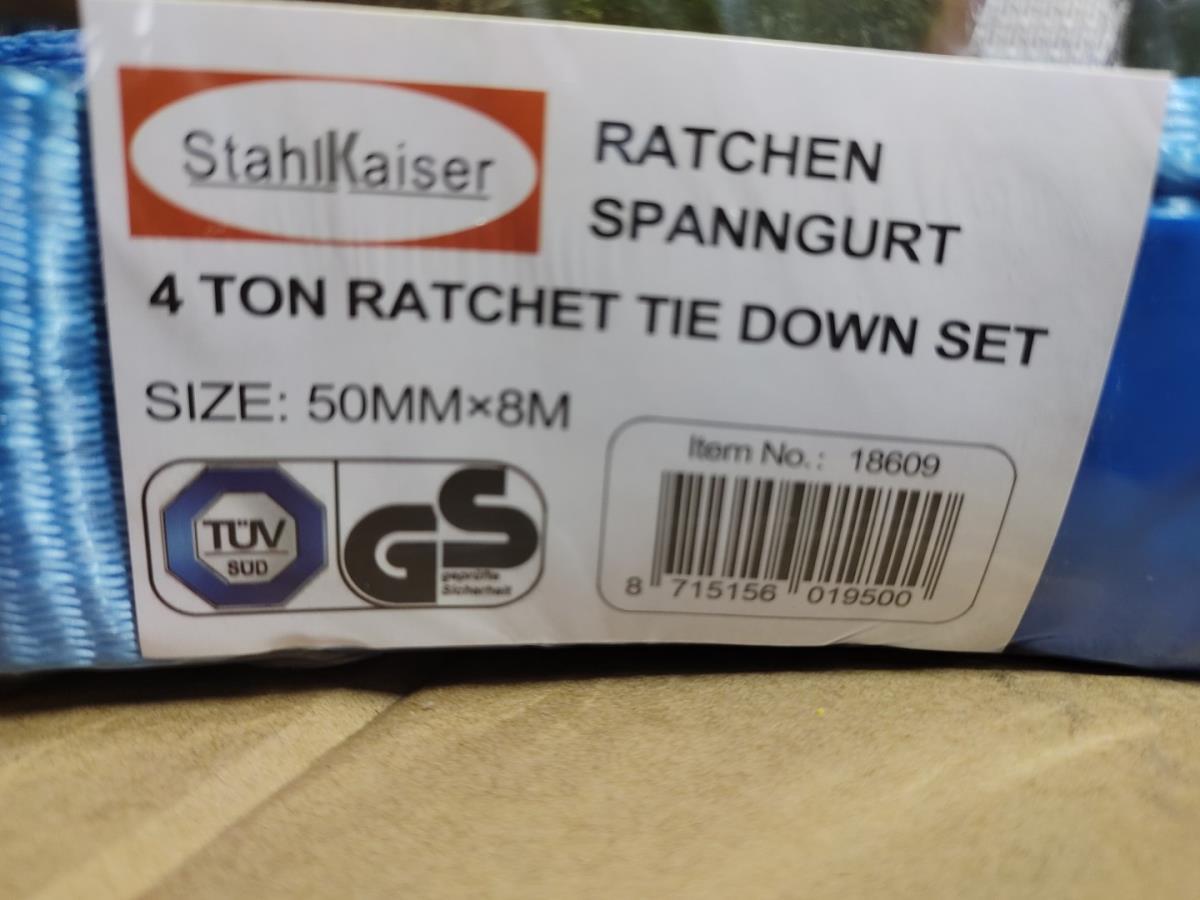 StahlKaiser
RATCHEN
SPANNGURT
4 TON RATCHET TIE DOWN SET
SIZE: 50MM×8M
TÜV
SÜD
GS
geprüfte
Sicherheit
Item No.: 18609
8 715156 019500